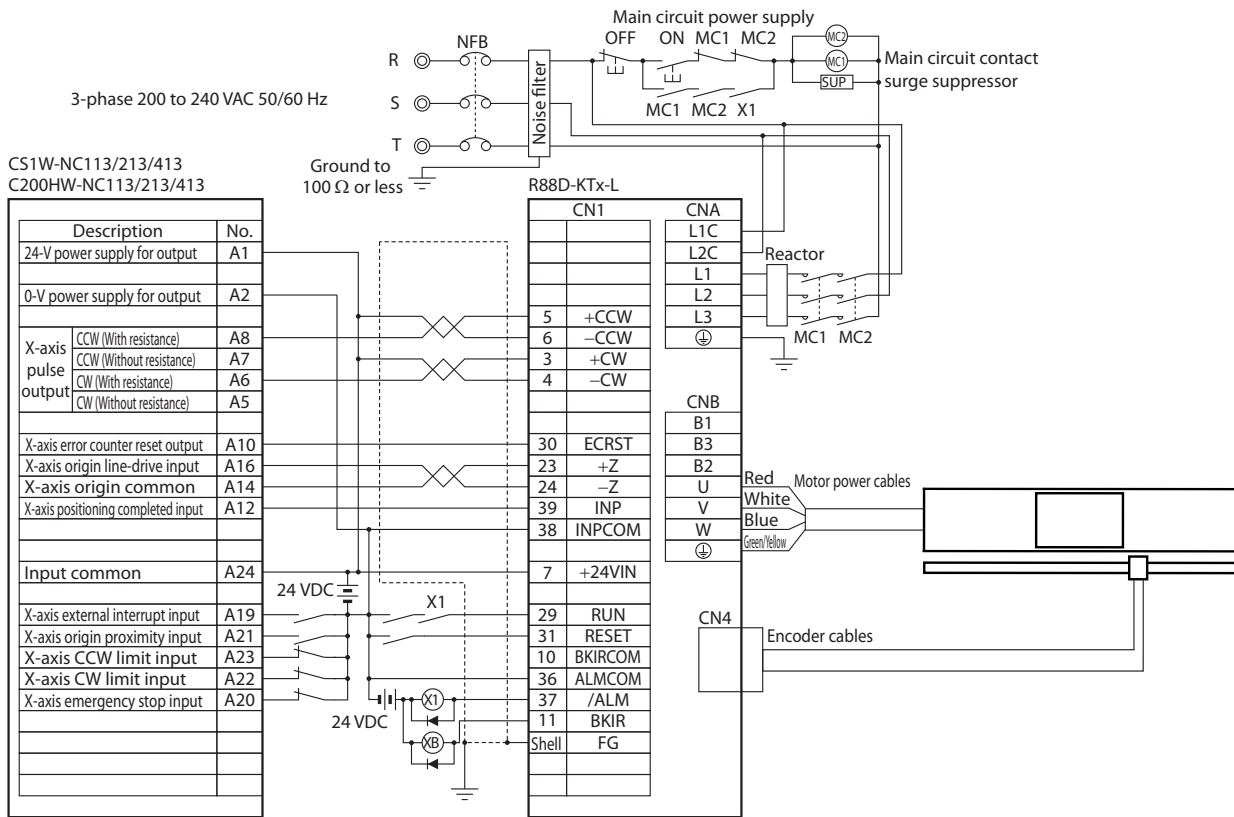 Main circuit power supply
NFB OFF ON MC1 MC2 MC2
R MC1 Main circuit contact
SUP surge suppressor
3-phase 200 to 240 VAC 50/60 Hz S Noise filter MC1 MC2 X1
T
CS1W-NC113/213/413 Ground to
C200HW-NC113/213/413 100 Ω or less R88D-KTx-L
CN1 CNA
Description No. L1C
24-V power supply for output A1 L2C Reactor
L1
0-V power supply for output A2 L2
5 +CCW L3 MC1 MC2
X-axis pulse output
CCW (With resistance) A8 6 −CCW
CCW (Without resistance) A7 3 +CW
CW (With resistance) A6 4 −CW
CW (Without resistance) A5 CNB
B1
X-axis error counter reset output A10 30 ECRST B3
X-axis origin line-drive input A16 23 +Z B2
X-axis origin common A14 24 −Z U Red Motor power cables
X-axis positioning completed input A12 39 INP V White
38 INPCOM W Blue
Green/Yellow
Input common A24 7 +24VIN
24 VDC
X-axis external interrupt input A19 X1 29 RUN CN4
X-axis origin proximity input A21 31 RESET Encoder cables
X-axis CCW limit input A23 10 BKIRCOM
X-axis CW limit input A22 36 ALMCOM
X-axis emergency stop input A20 X1 37 /ALM
24 VDC 11 BKIR
XB Shell FG